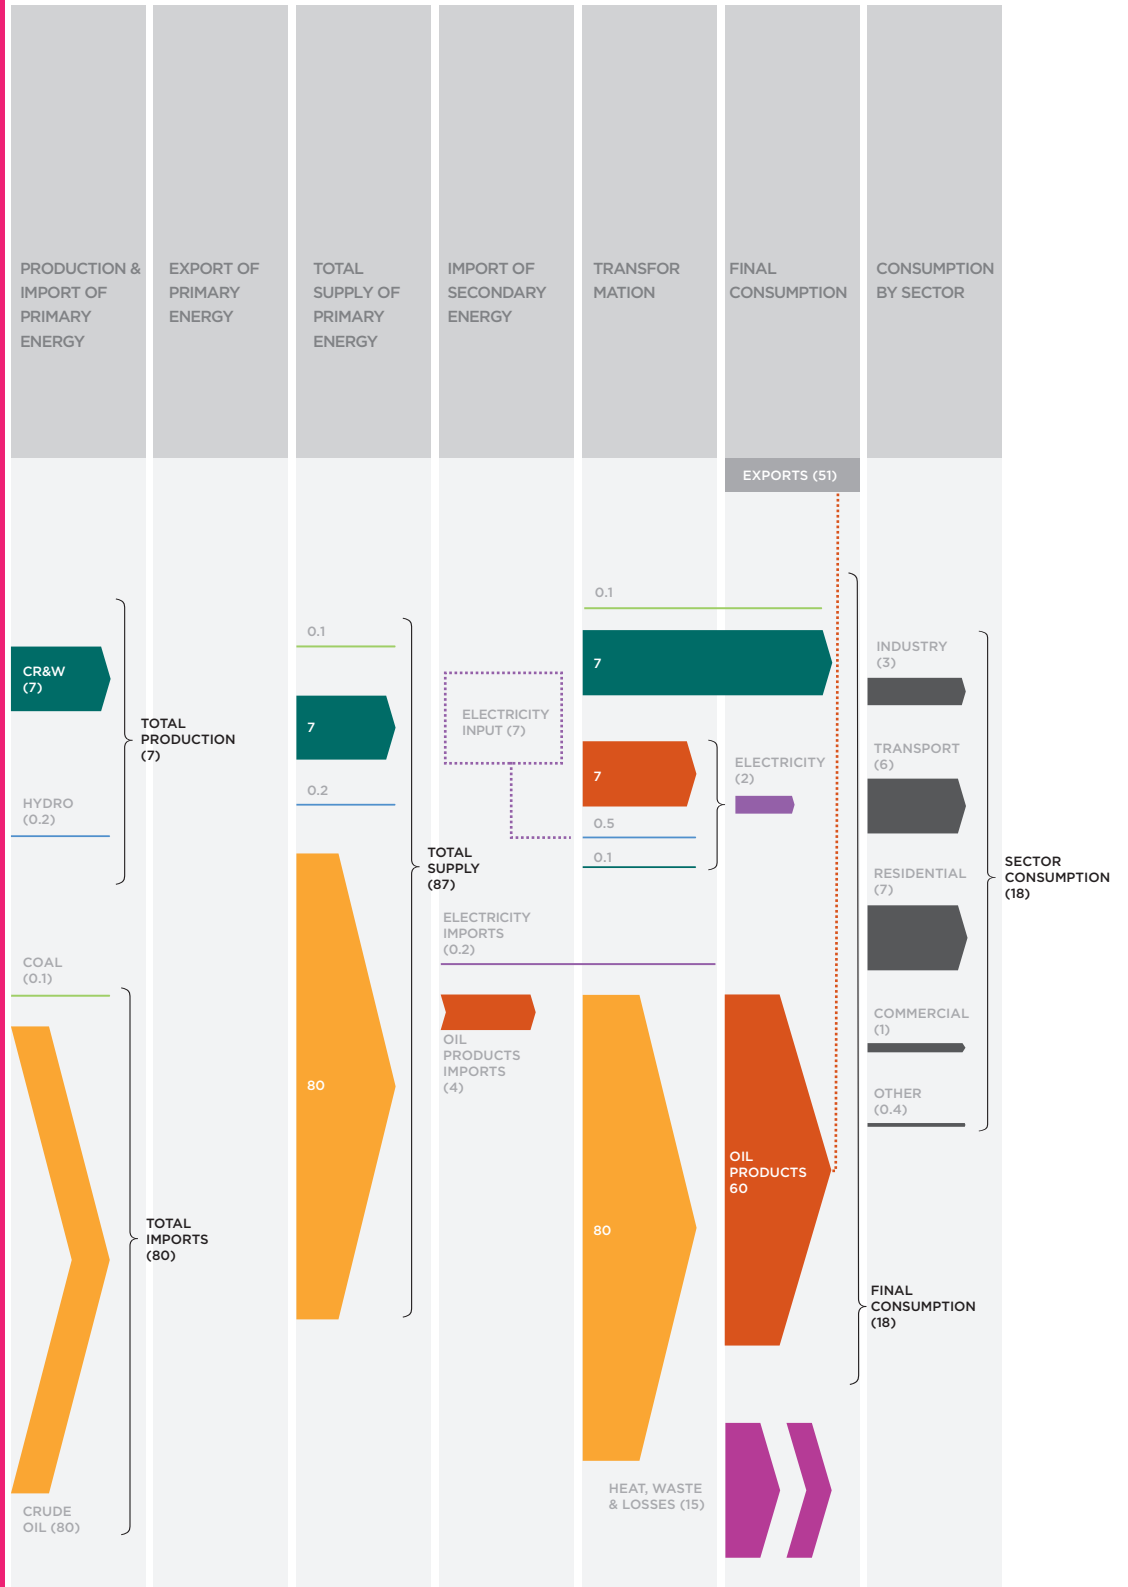 PRODUCTION &
IMPORT OF
PRIMARY
ENERGY
EXPORT OF
PRIMARY
ENERGY
TOTAL
SUPPLY OF
PRIMARY
ENERGY
IMPORT OF
SECONDARY
ENERGY
TRANSFOR
MATION
FINAL
CONSUMPTION
CONSUMPTION
BY SECTOR
EXPORTS (51)
CR&W
(7)
HYDRO
(0.2)
TOTAL
PRODUCTION
(7)
COAL
(0.1)
TOTAL
IMPORTS
(80)
CRUDE
OIL (80)
0.1
7
0.2
80
TOTAL
SUPPLY
(87)
ELECTRICITY
INPUT (7)
ELECTRICITY
IMPORTS
(0.2)
OIL
PRODUCTS
IMPORTS
(4)
0.1
7
7
0.5
0.1
80
HEAT, WASTE
& LOSSES (15)
ELECTRICITY
(2)
OIL
PRODUCTS
60
FINAL
CONSUMPTION
(18)
INDUSTRY
(3)
TRANSPORT
(6)
RESIDENTIAL
(7)
COMMERCIAL
(1)
OTHER
(0.4)
SECTOR
CONSUMPTION
(18)